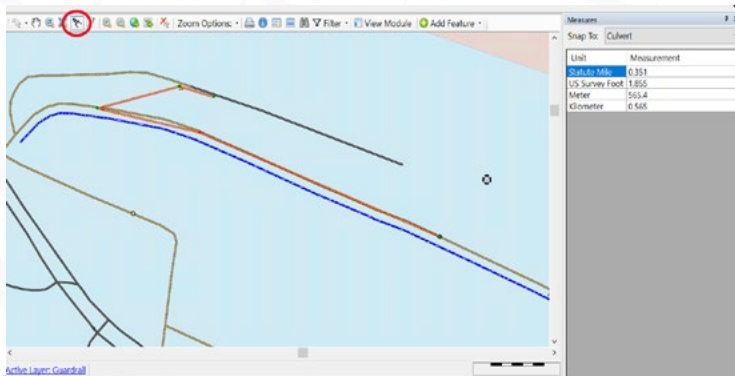 Zoom Options:
Filter
View Module
Add Feature
Measures
Snap To: Culvert
Unit Measurement
Statute Mile 0.351
US Survey Foot 1,855
Meter 565.4
Kilometer 0.565
Active Layer: Guardrail